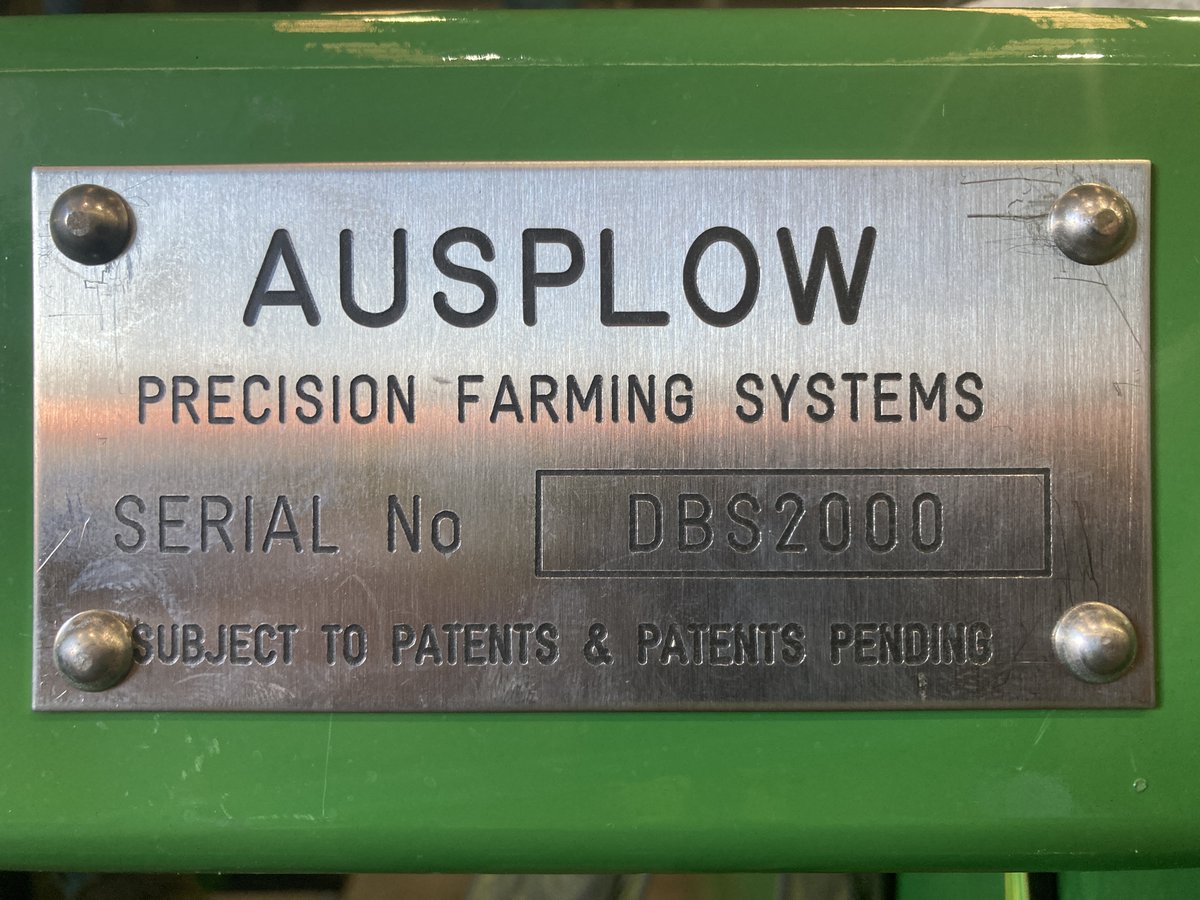 AUSPLOW
PRECISION FARMING SYSTEMS
SERIAL No DBS2000
SUBJECT TO PATENTS & PATENTS PENDING